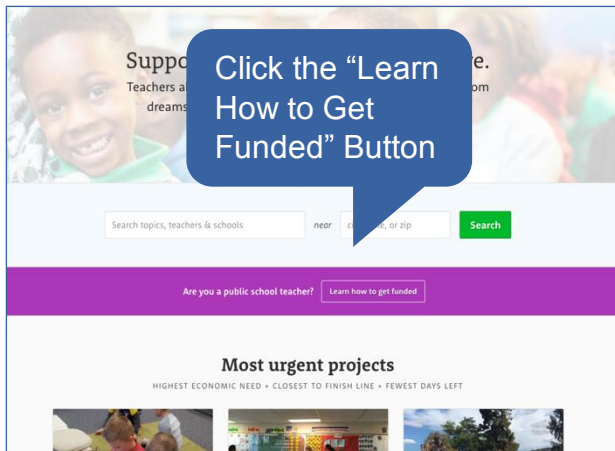 Suppo
e.
Teachers a
om
dreams
Click the “Learn
How to Get
Funded” Button
Search topics, teachers & schools near c te, or zip Search
Are you a public school teacher? Learn how to get funded
Most urgent projects
HIGHEST ECONOMIC NEED + CLOSEST TO FINISH LINE + FEWEST DAYS LEFT